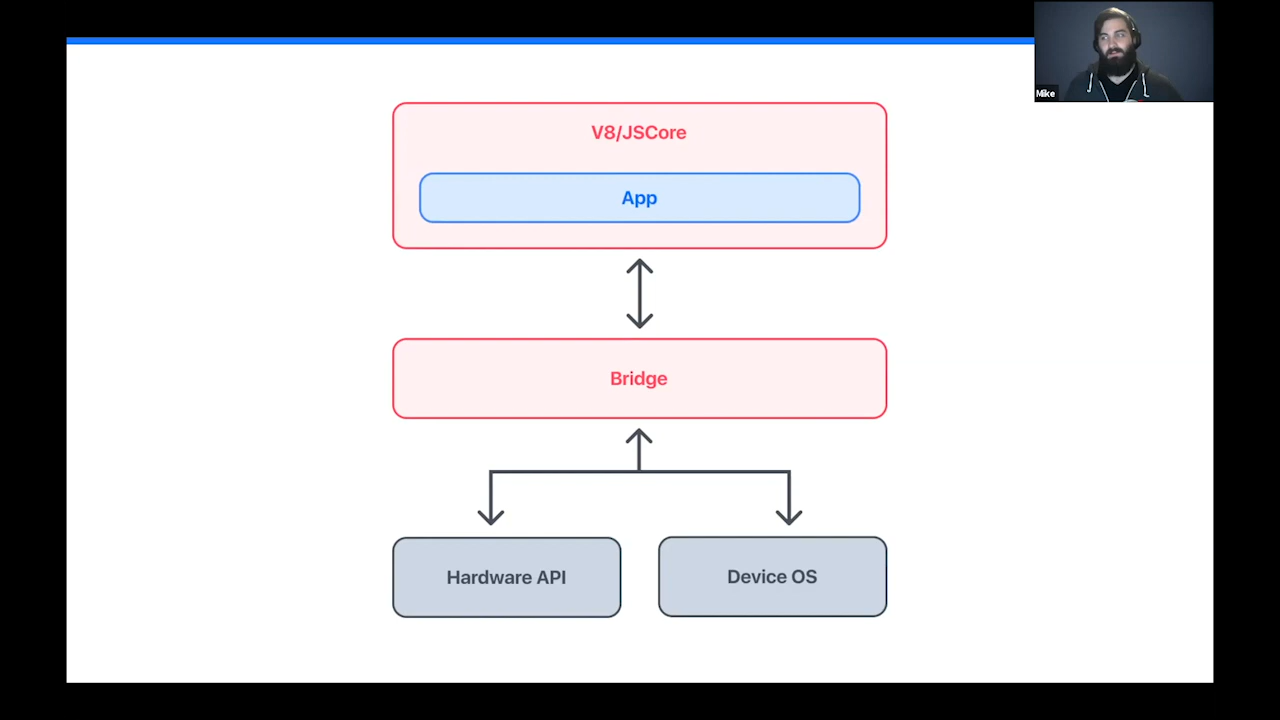 Mike
V8/JSCore
App
Bridge
Hardware API
Device OS